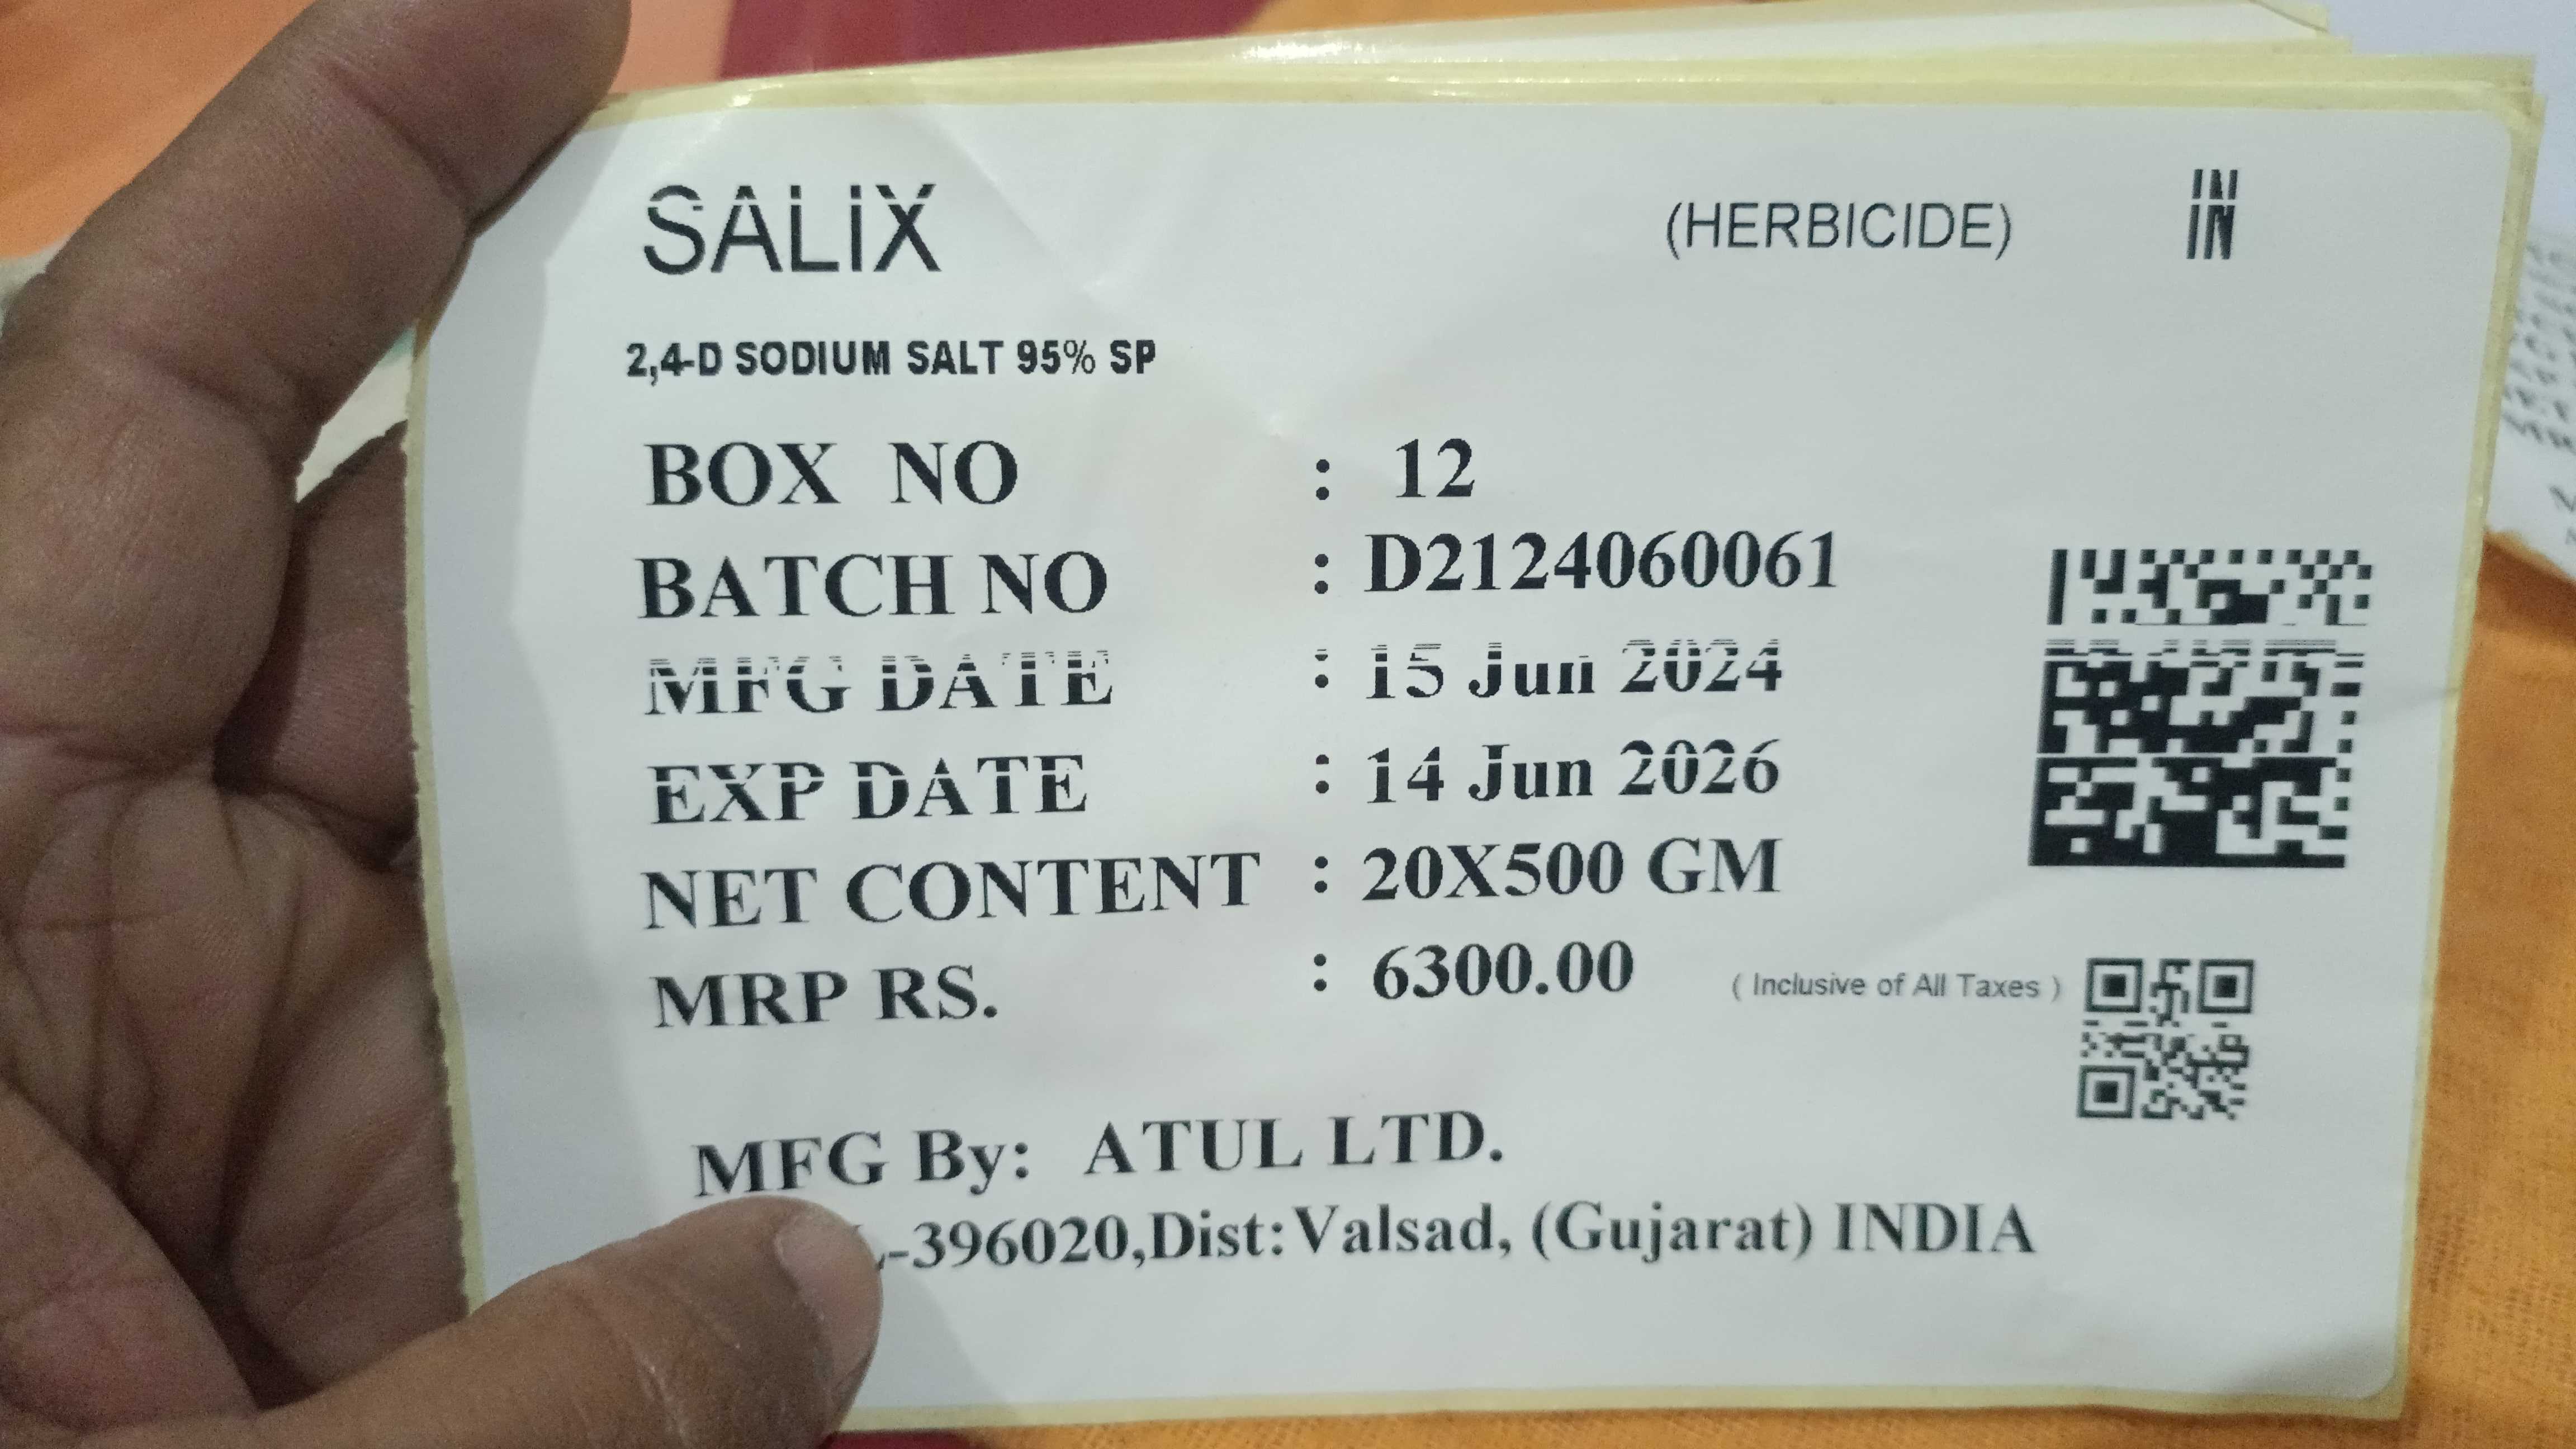 SALIX (HERBICIDE) IN
IN
2,4-D SODIUM SALT 95% SP
BOX NO : 12
BATCH NO : D2124060061
MFG DATE : 15 Jun 2024
EXP DATE : 14 Jun 2026
NET CONTENT : 20X500 GM
MRP RS. : 6300.00 ( Inclusive of All Taxes )
MFG By: ATUL LTD.
-396020,Dist:Valsad, (Gujarat) INDIA